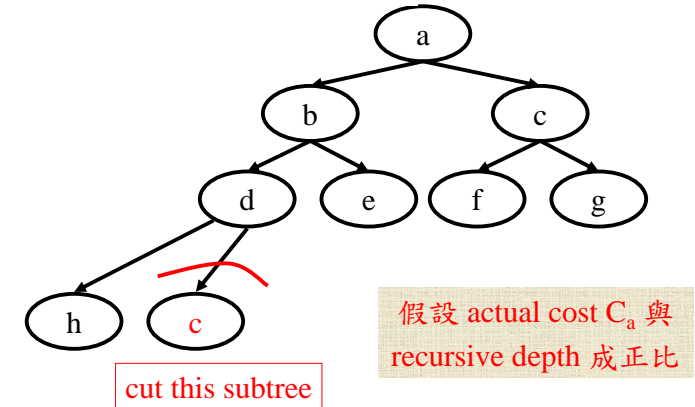 a
b
c
d
e
f
g
h
c
cut this subtree
假設 actual cost Ca 與
recursive depth 成正比